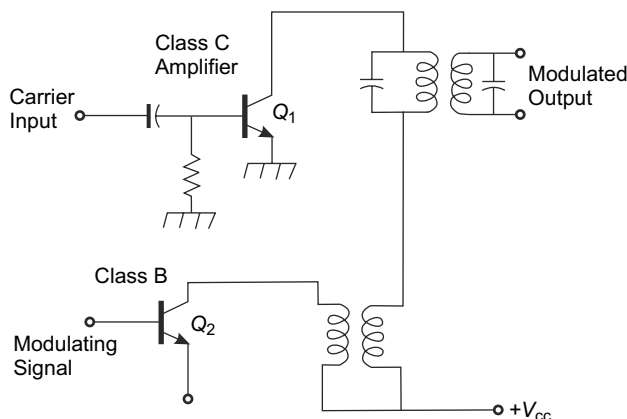 Class C
Amplifier
Carrier
Input
Q1
Modulated
Output
Class B
Q2
Modulating
Signal
+Vcc